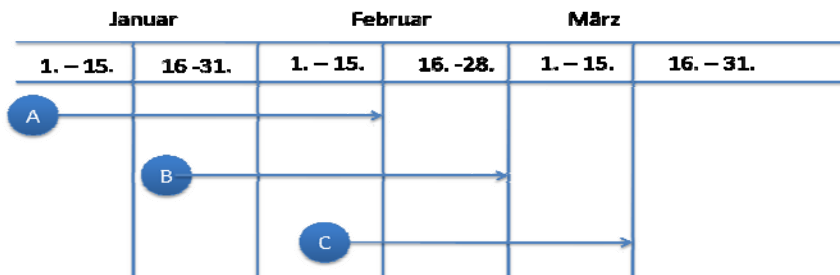 Januar Februar März
1. – 15. 16 -31. 1. – 15. 16. -28. 1. – 15. 16. – 31.
A
B
C